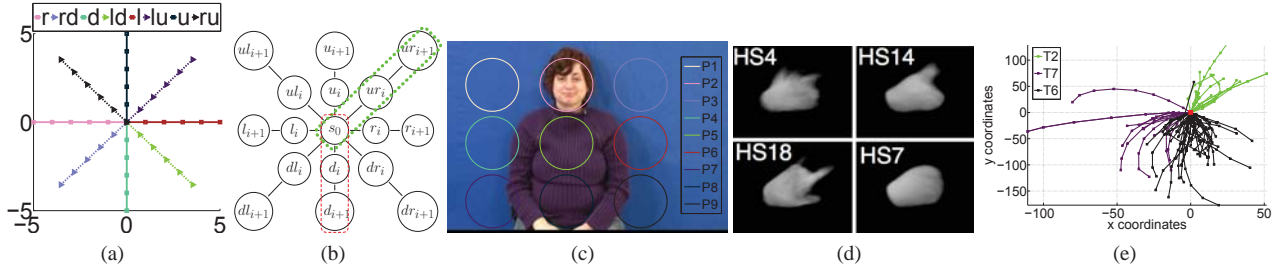 r rd d ld l lu u ru
5
0
-5
-5 0 5
(a)
ul_{i+1} u_{i+1} ur_{i+1}
ul_i u_i ur_i
l_{i+1} l_i s_0 r_i r_{i+1}
dl_i d_i dr_i
dl_{i+1} d_{i+1} dr_{i+1}
(b)
P1
P2
P3
P4
P5
P6
P7
P8
P9
(c)
HS4 HS14
HS18 HS7
(d)
T2
T7
T6
y coordinates
100
50
0
-50
-100
-150
-100 -50 0 50
x coordinates
(e)